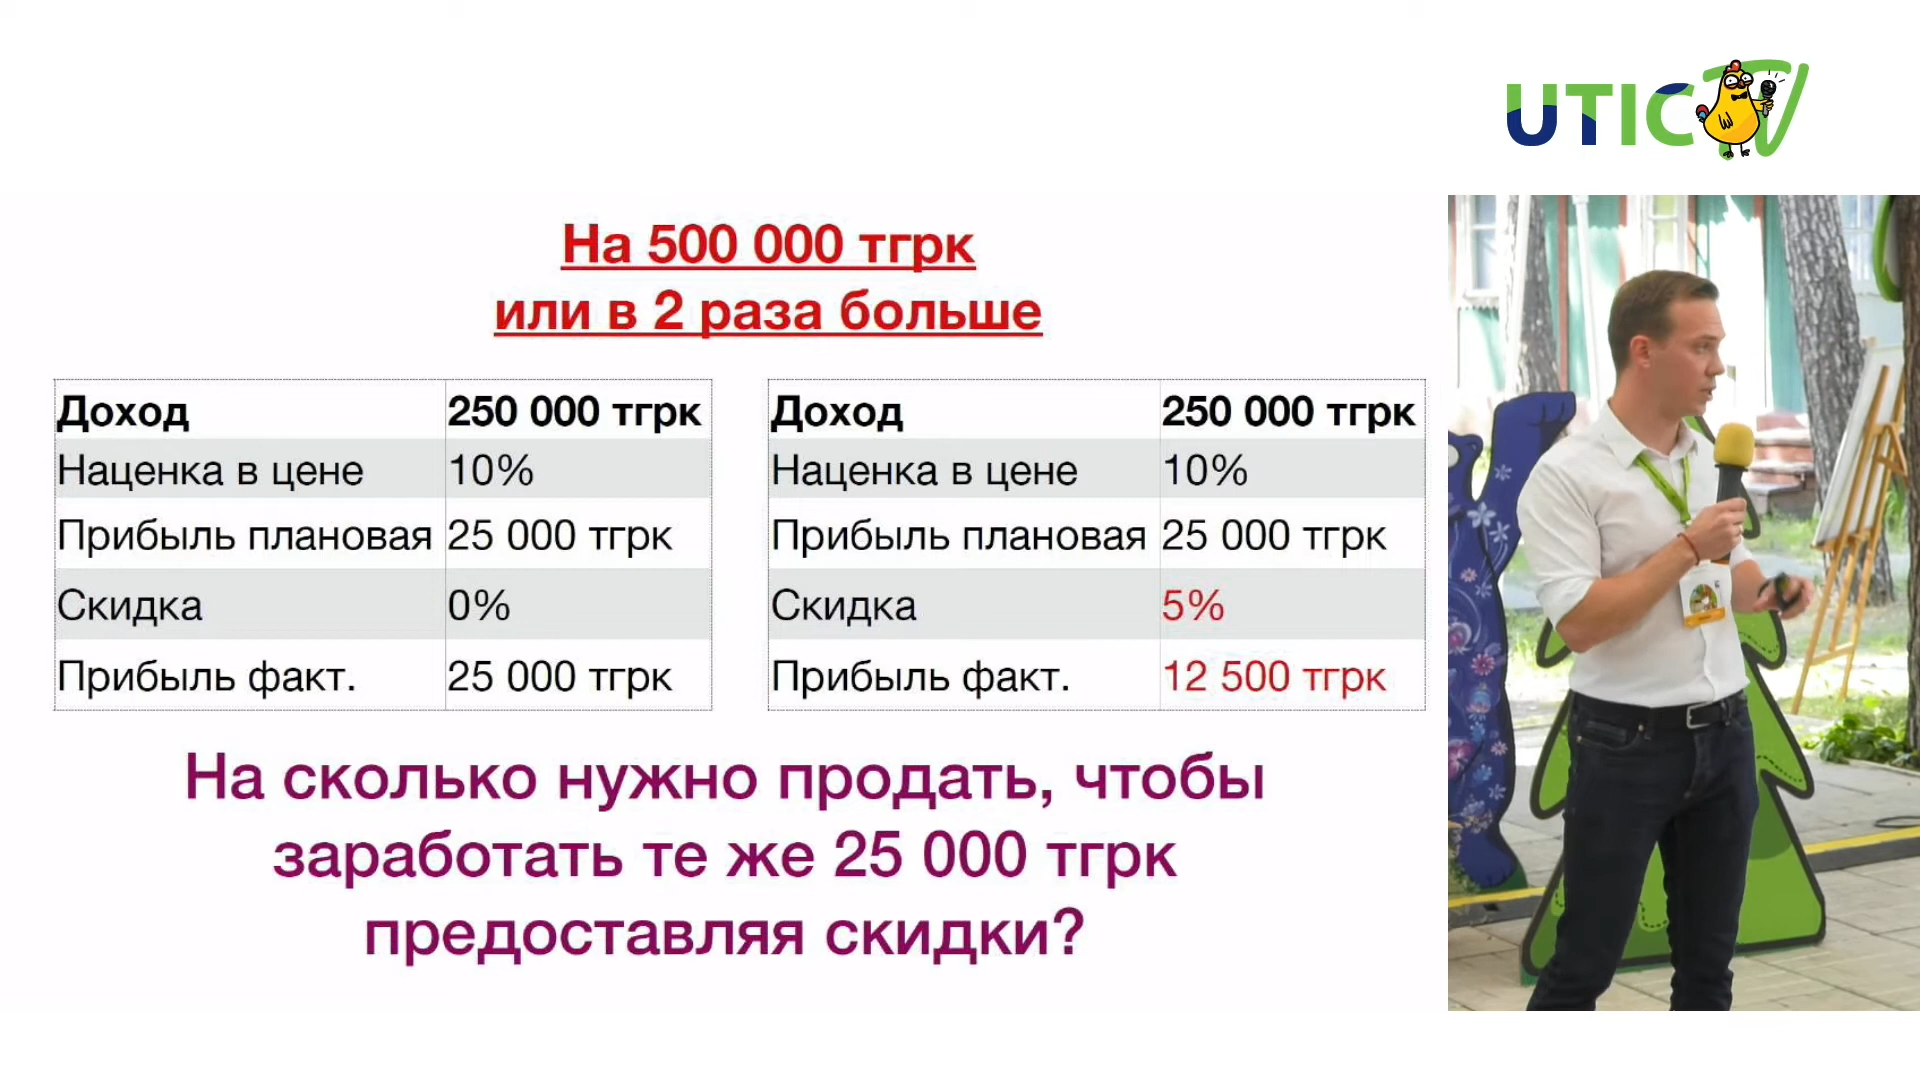 UTIC TV
На 500 000 тгрк
или в 2 раза больше
Доход 250 000 тгрк
Наценка в цене 10%
Прибыль плановая 25 000 тгрк
Скидка 0%
Прибыль факт. 25 000 тгрк
Доход 250 000 тгрк
Наценка в цене 10%
Прибыль плановая 25 000 тгрк
Скидка 5%
Прибыль факт. 12 500 тгрк
На сколько нужно продать, чтобы
заработать те же 25 000 тгрк
предоставляя скидки?